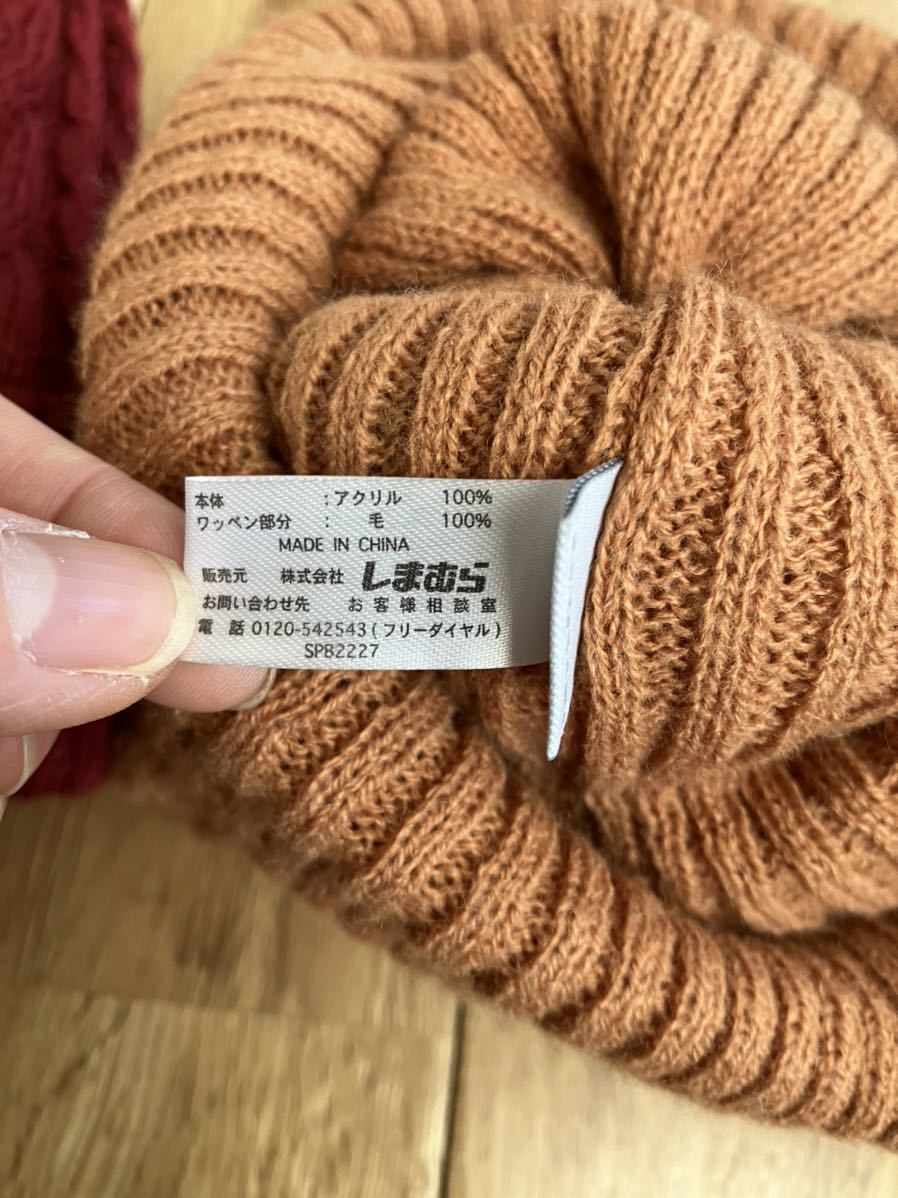 本体 : アクリル 100%
ワッペン部分 : 毛 100%
MADE IN CHINA
販売元 株式会社 しまむら
お問い合わせ先 お客様相談室
電話 0120-542543 (フリーダイヤル)
SPB2227